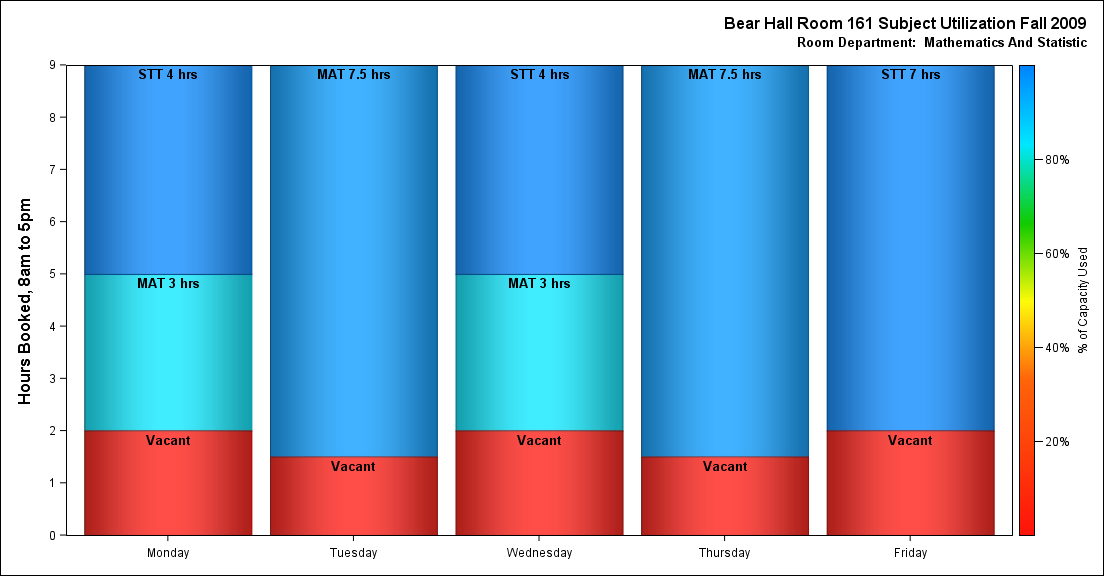 Bear Hall Room 161 Subject Utilization Fall 2009
Room Department:  Mathematics And Statistic
Hours Booked, 8am to 5pm
9
8
7
6
5
4
3
2
1
0
STT 4 hrs
MAT 3 hrs
Vacant
MAT 7.5 hrs
Vacant
STT 4 hrs
MAT 3 hrs
Vacant
MAT 7.5 hrs
Vacant
STT 7 hrs
Vacant
Monday
Tuesday
Wednesday
Thursday
Friday
80%
60%
40%
20%
% of Capacity Used